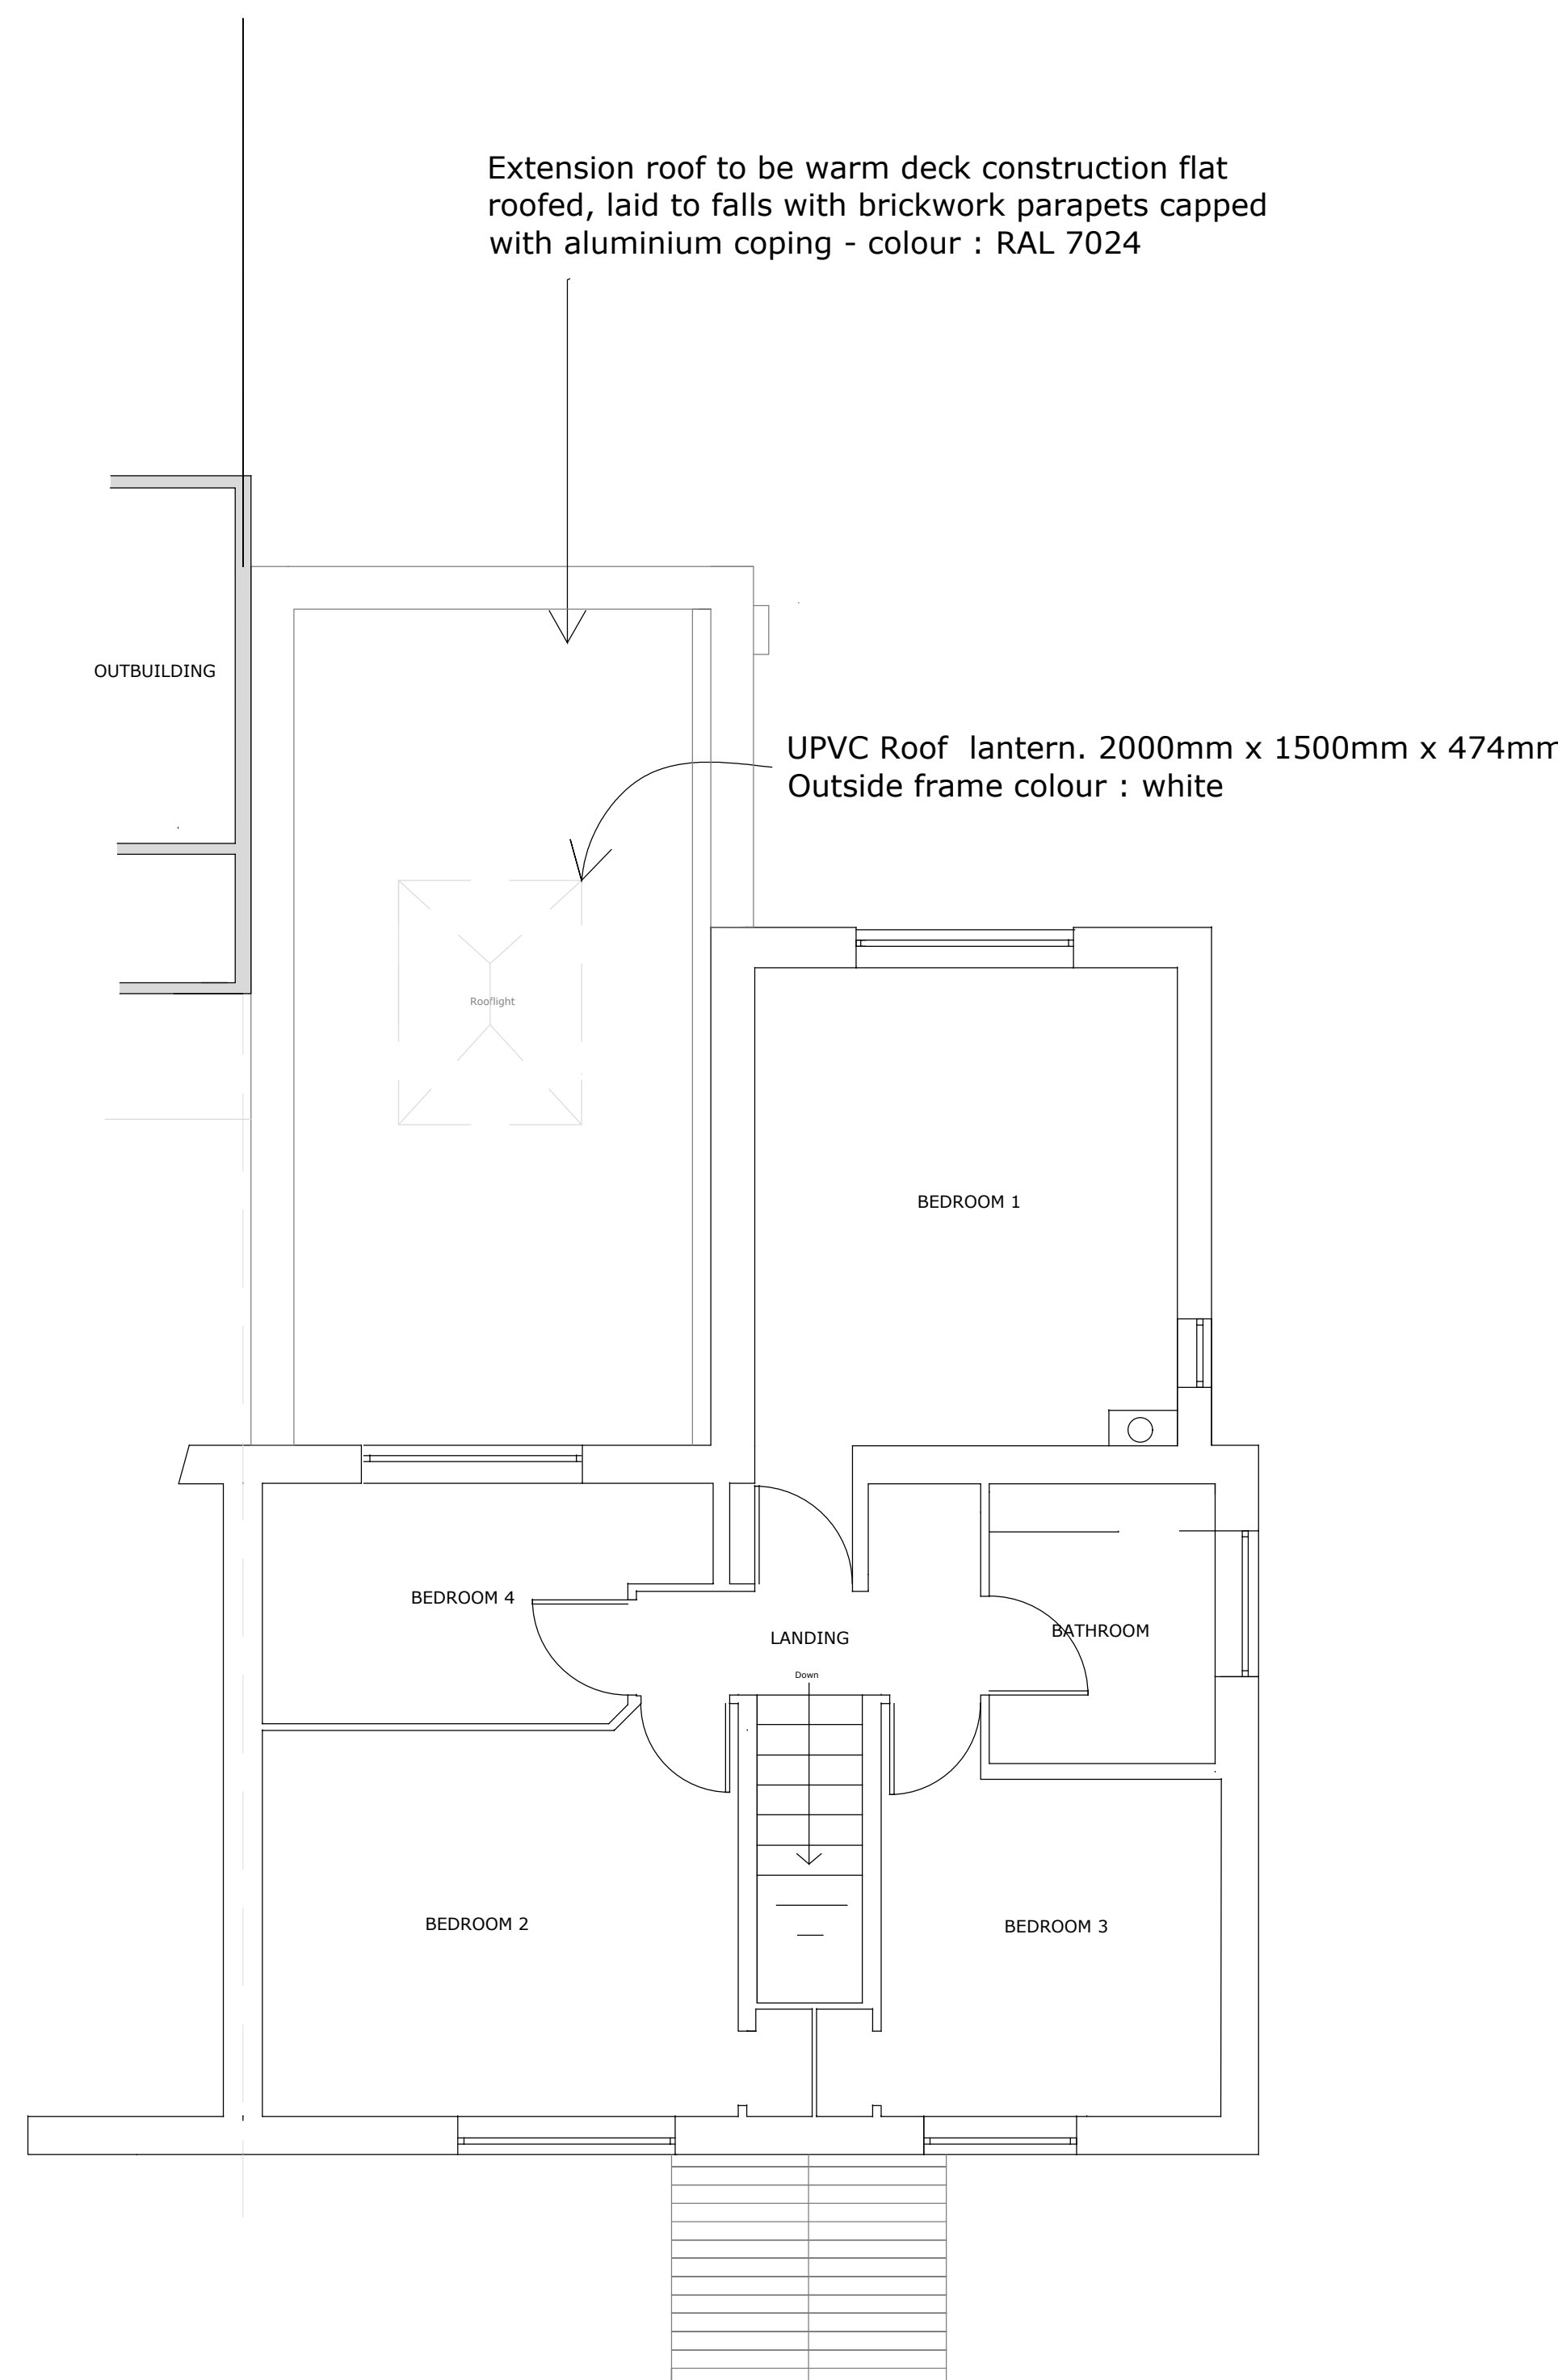 Extension roof to be warm deck construction flat
roofed, laid to falls with brickwork parapets capped
with aluminium coping - colour : RAL 7024
OUTBUILDING
UPVC Roof lantern. 2000mm x 1500mm x 474mm
Outside frame colour : white
Rooflight
BEDROOM 1
BEDROOM 4
BATHROOM
LANDING
Down
BEDROOM 2
BEDROOM 3